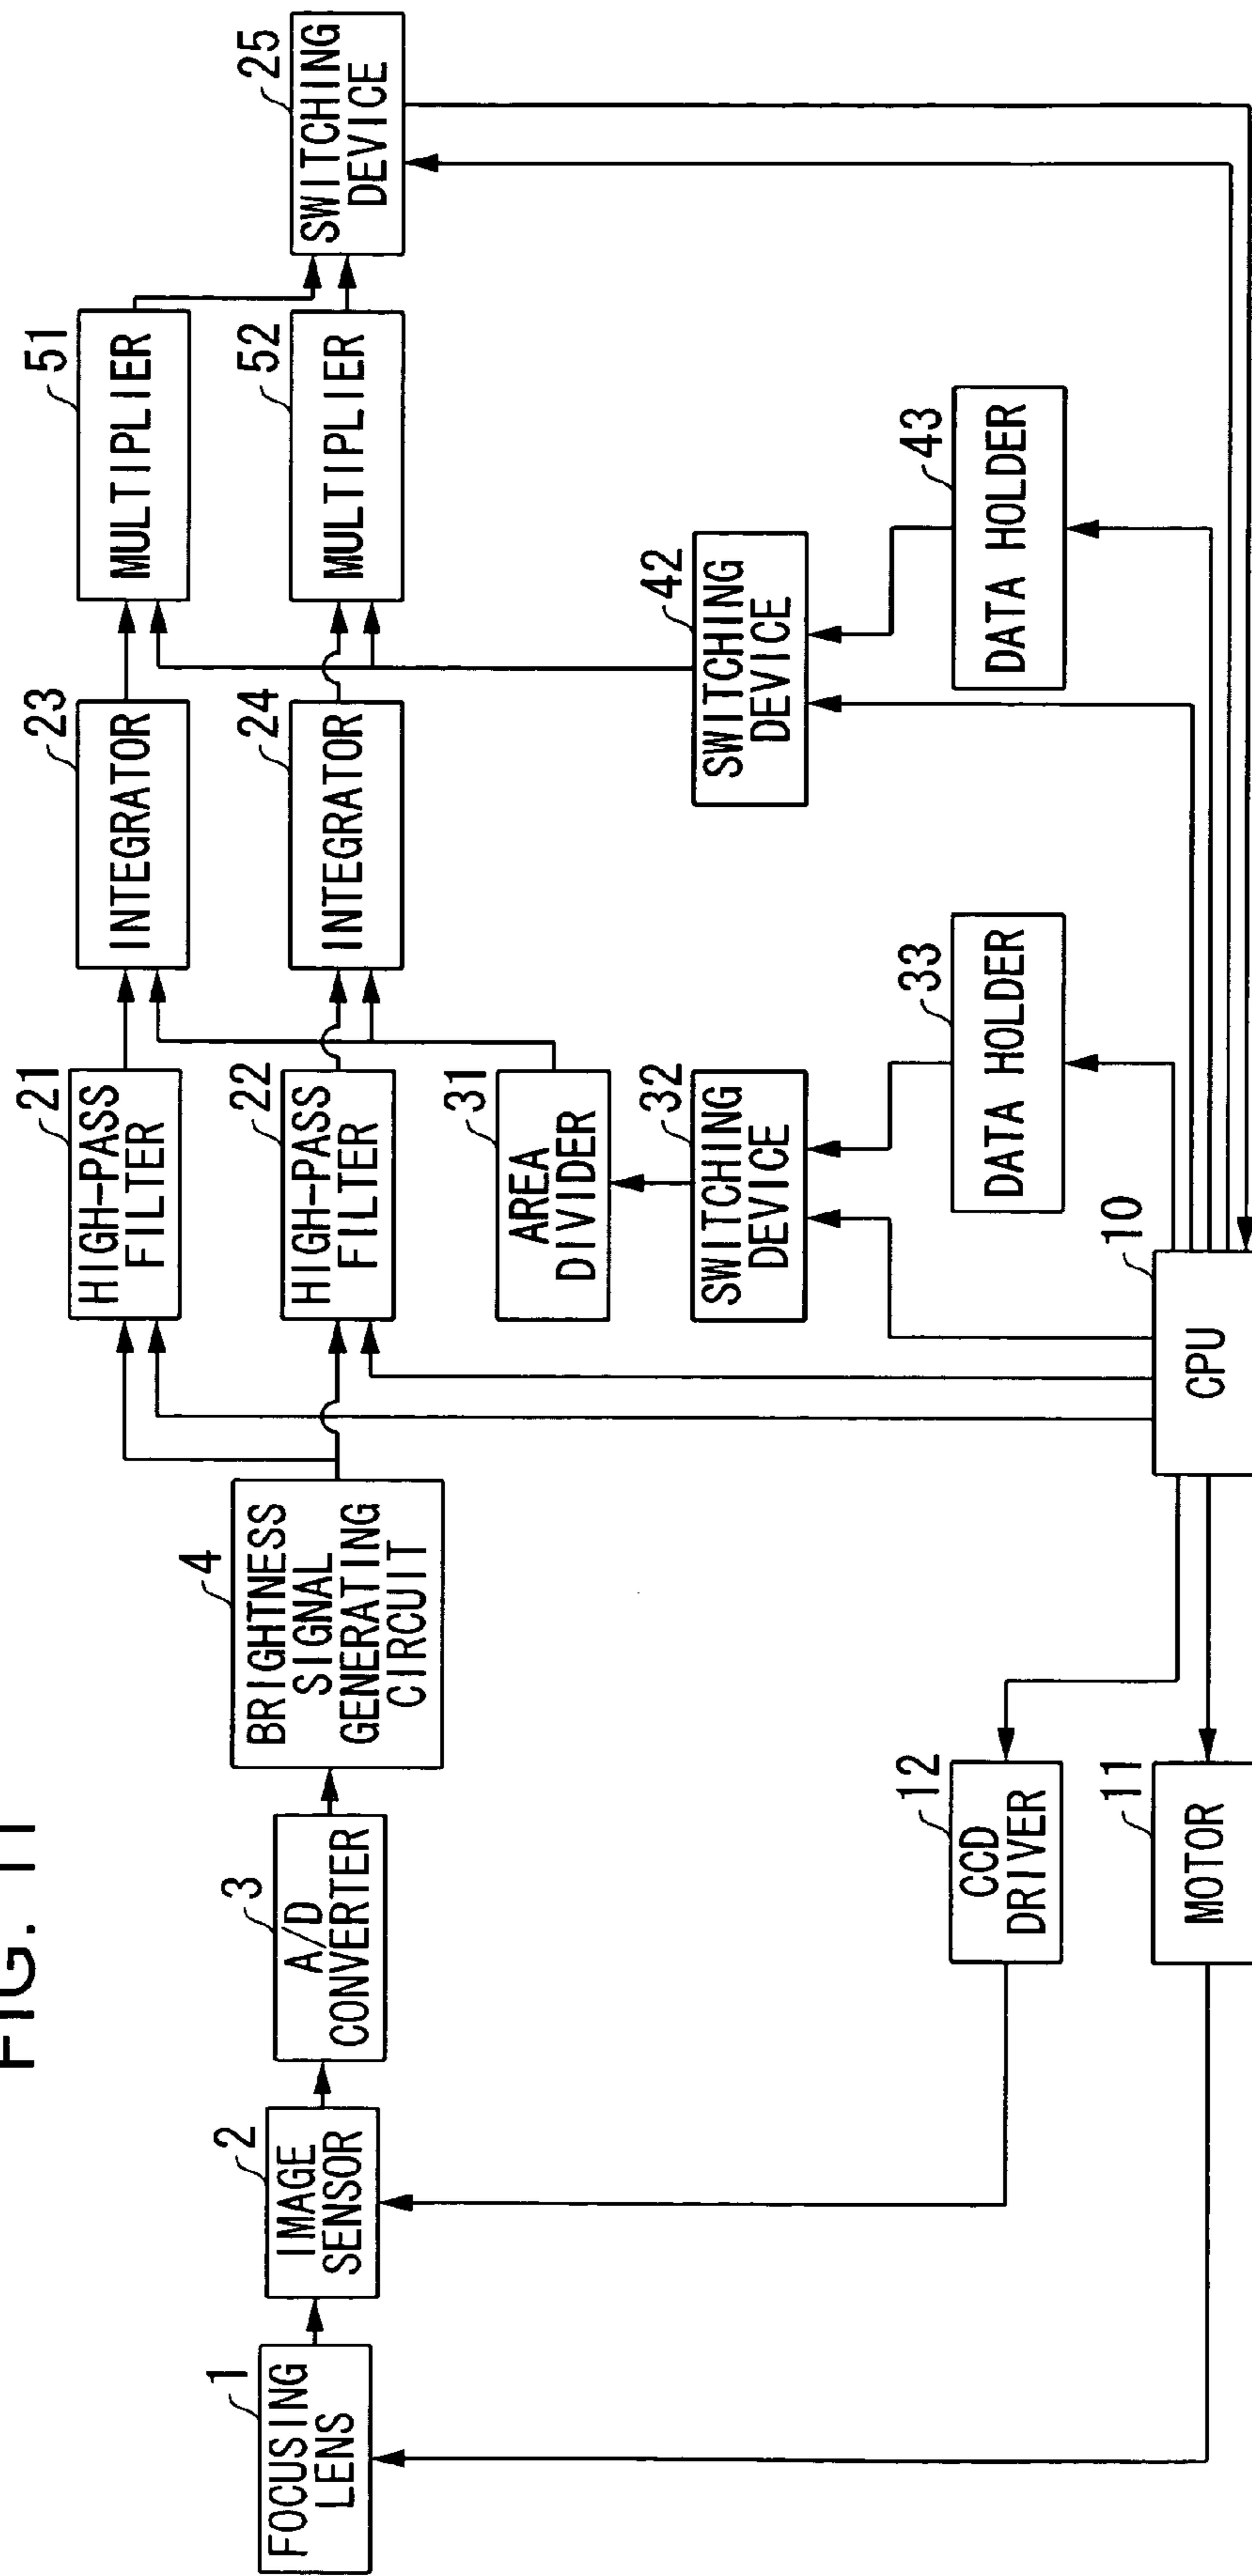 FIG. 11
1
FOCUSING
LENS
2
IMAGE
SENSOR
3
A/D
CONVERTER
4
BRIGHTNESS
SIGNAL
GENERATING
CIRCUIT
21
HIGH-PASS
FILTER
22
HIGH-PASS
FILTER
23
INTEGRATOR
24
INTEGRATOR
51
MULTIPLIER
52
MULTIPLIER
25
SWITCHING
DEVICE
31
AREA
DIVIDER
32
SWITCHING
DEVICE
33
DATA HOLDER
42
SWITCHING
DEVICE
43
DATA HOLDER
12
CCD
DRIVER
11
MOTOR
10
CPU